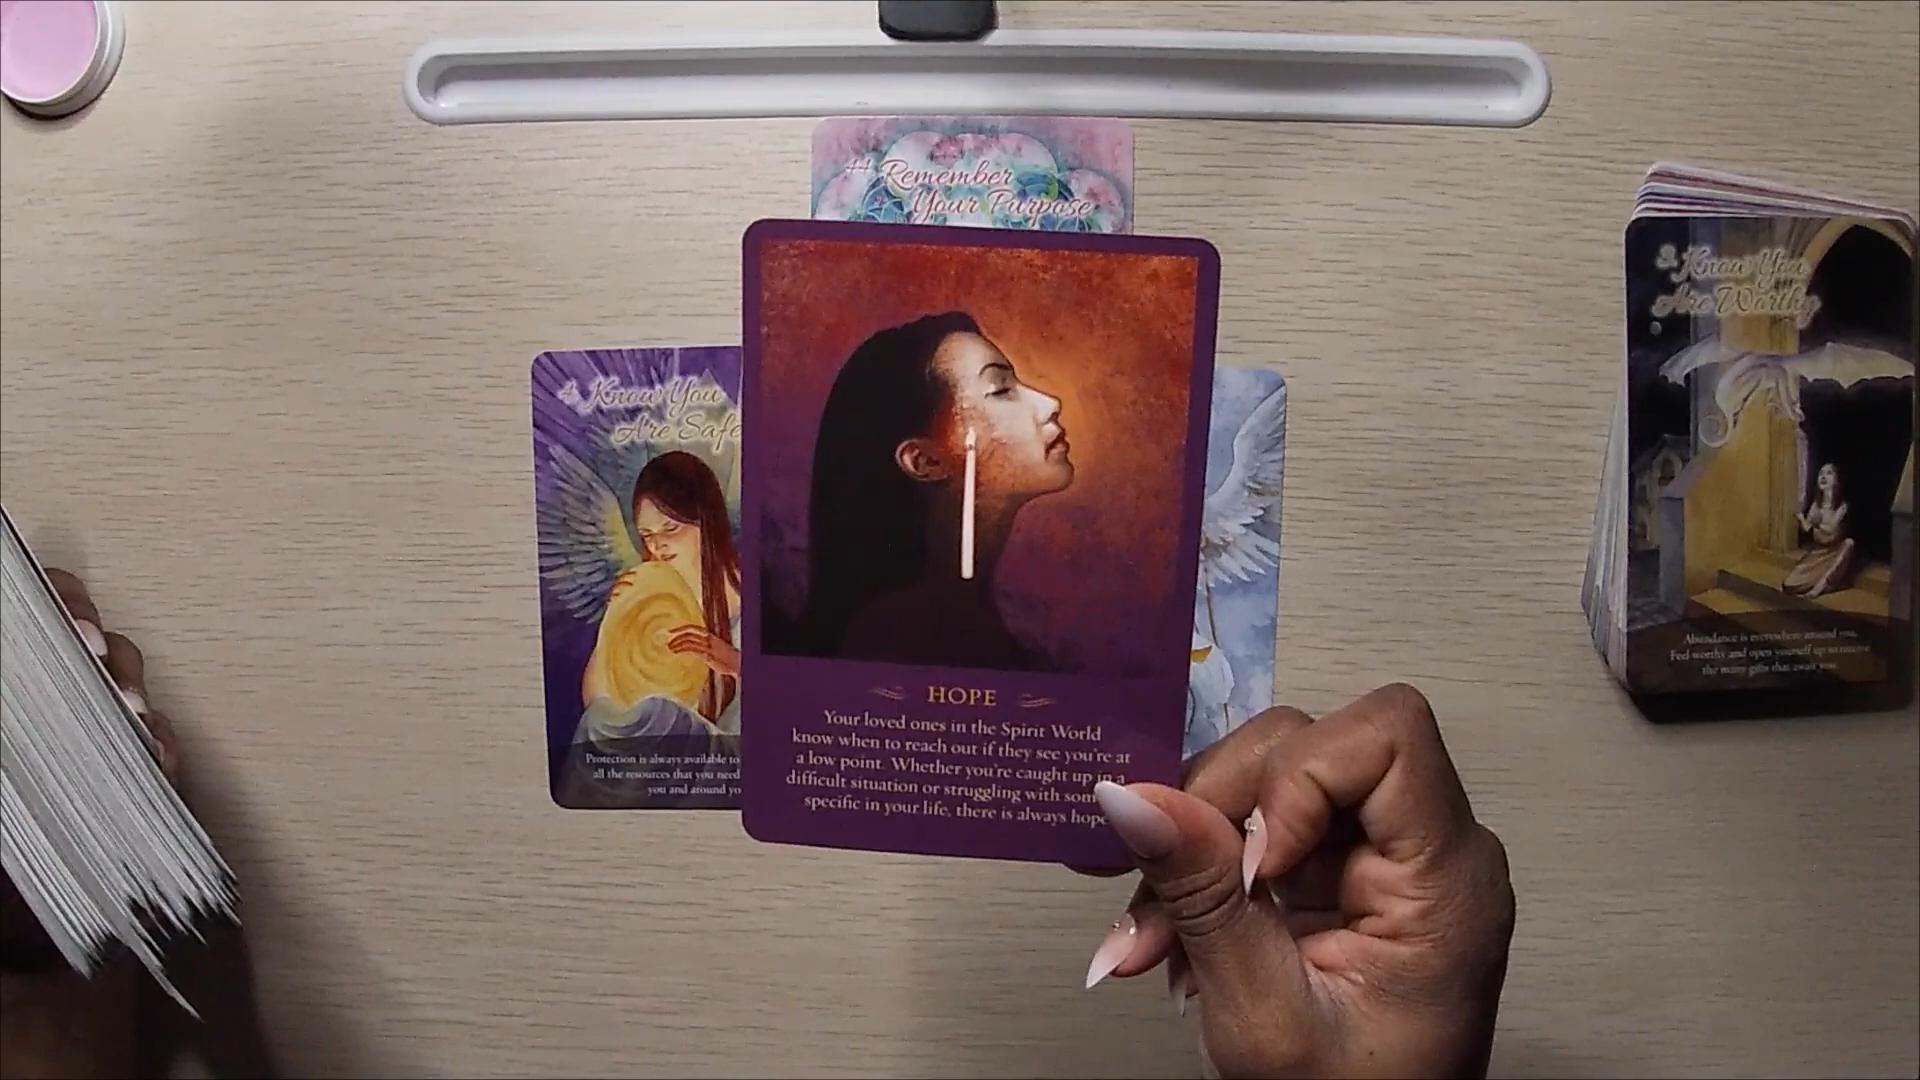 44 Remember
Your Purpose
4 Know You
Are Safe
Protection is always available to
all the resources that you need
you and around yo
HOPE
Your loved ones in the Spirit World
know when to reach out if they see you're at
a low point. Whether you're caught up in a
difficult situation or struggling with som
specific in your life, there is always hope
Know You
Are Worthy
Abundance is everywhere around you.
Feel worthy and open yourself up to receive
the many gifts that await you.